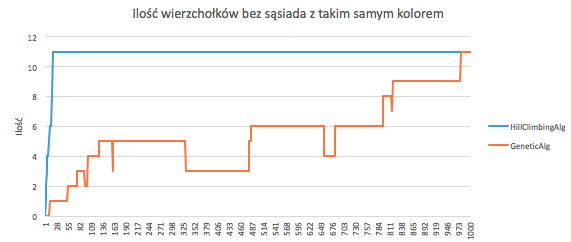 Ilość wierzchołków bez sąsiada z takim samym kolorem
12
10
8
6
4
2
0
Ilość
1 28 55 82 109 136 163 190 217 244 271 298 325 352 379 406 433 460 487 514 541 568 595 622 649 676 703 730 757 784 811 838 865 892 919 946 973 1000
HillClimbingAlg
GeneticAlg